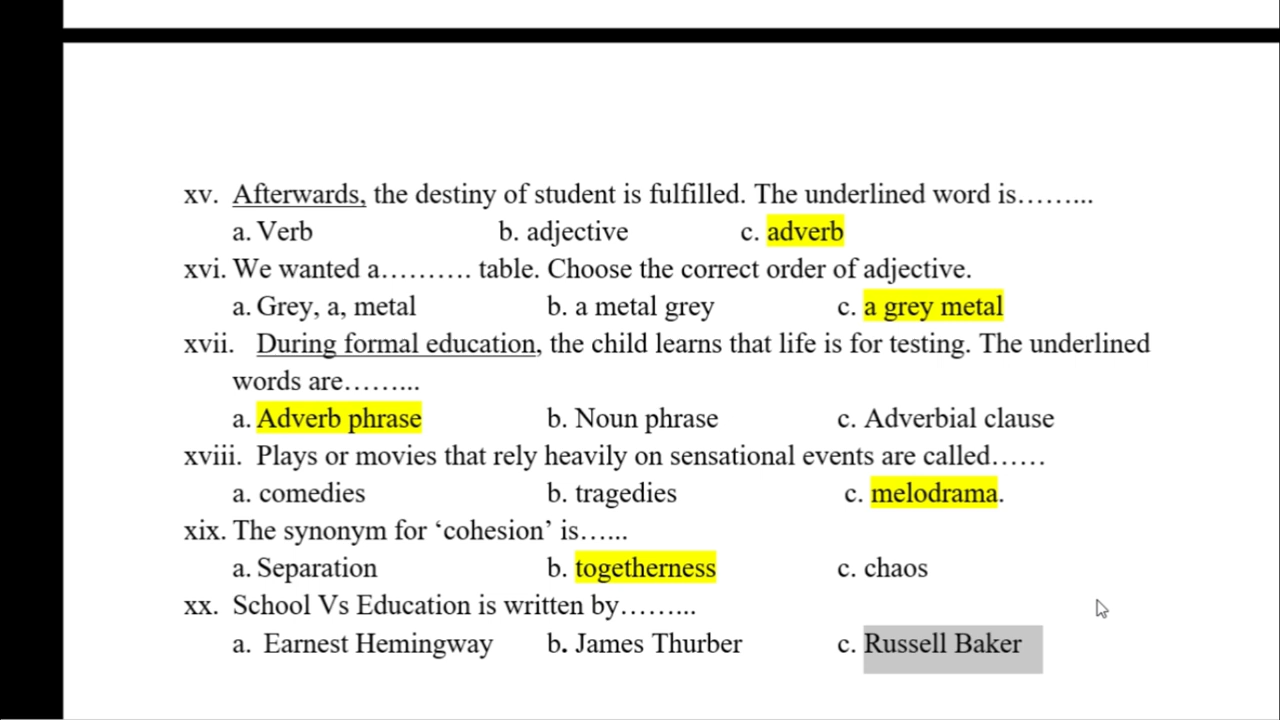 xv. Afterwards, the destiny of student is fulfilled. The underlined word is……...
a. Verb b. adjective c. adverb
xvi. We wanted a………. table. Choose the correct order of adjective.
a. Grey, a, metal b. a metal grey c. a grey metal
xvii. During formal education, the child learns that life is for testing. The underlined
words are……...
a. Adverb phrase b. Noun phrase c. Adverbial clause
xviii. Plays or movies that rely heavily on sensational events are called……
a. comedies b. tragedies c. melodrama.
xix. The synonym for ‘cohesion’ is…...
a. Separation b. togetherness c. chaos
xx. School Vs Education is written by……...
a. Earnest Hemingway b. James Thurber c. Russell Baker